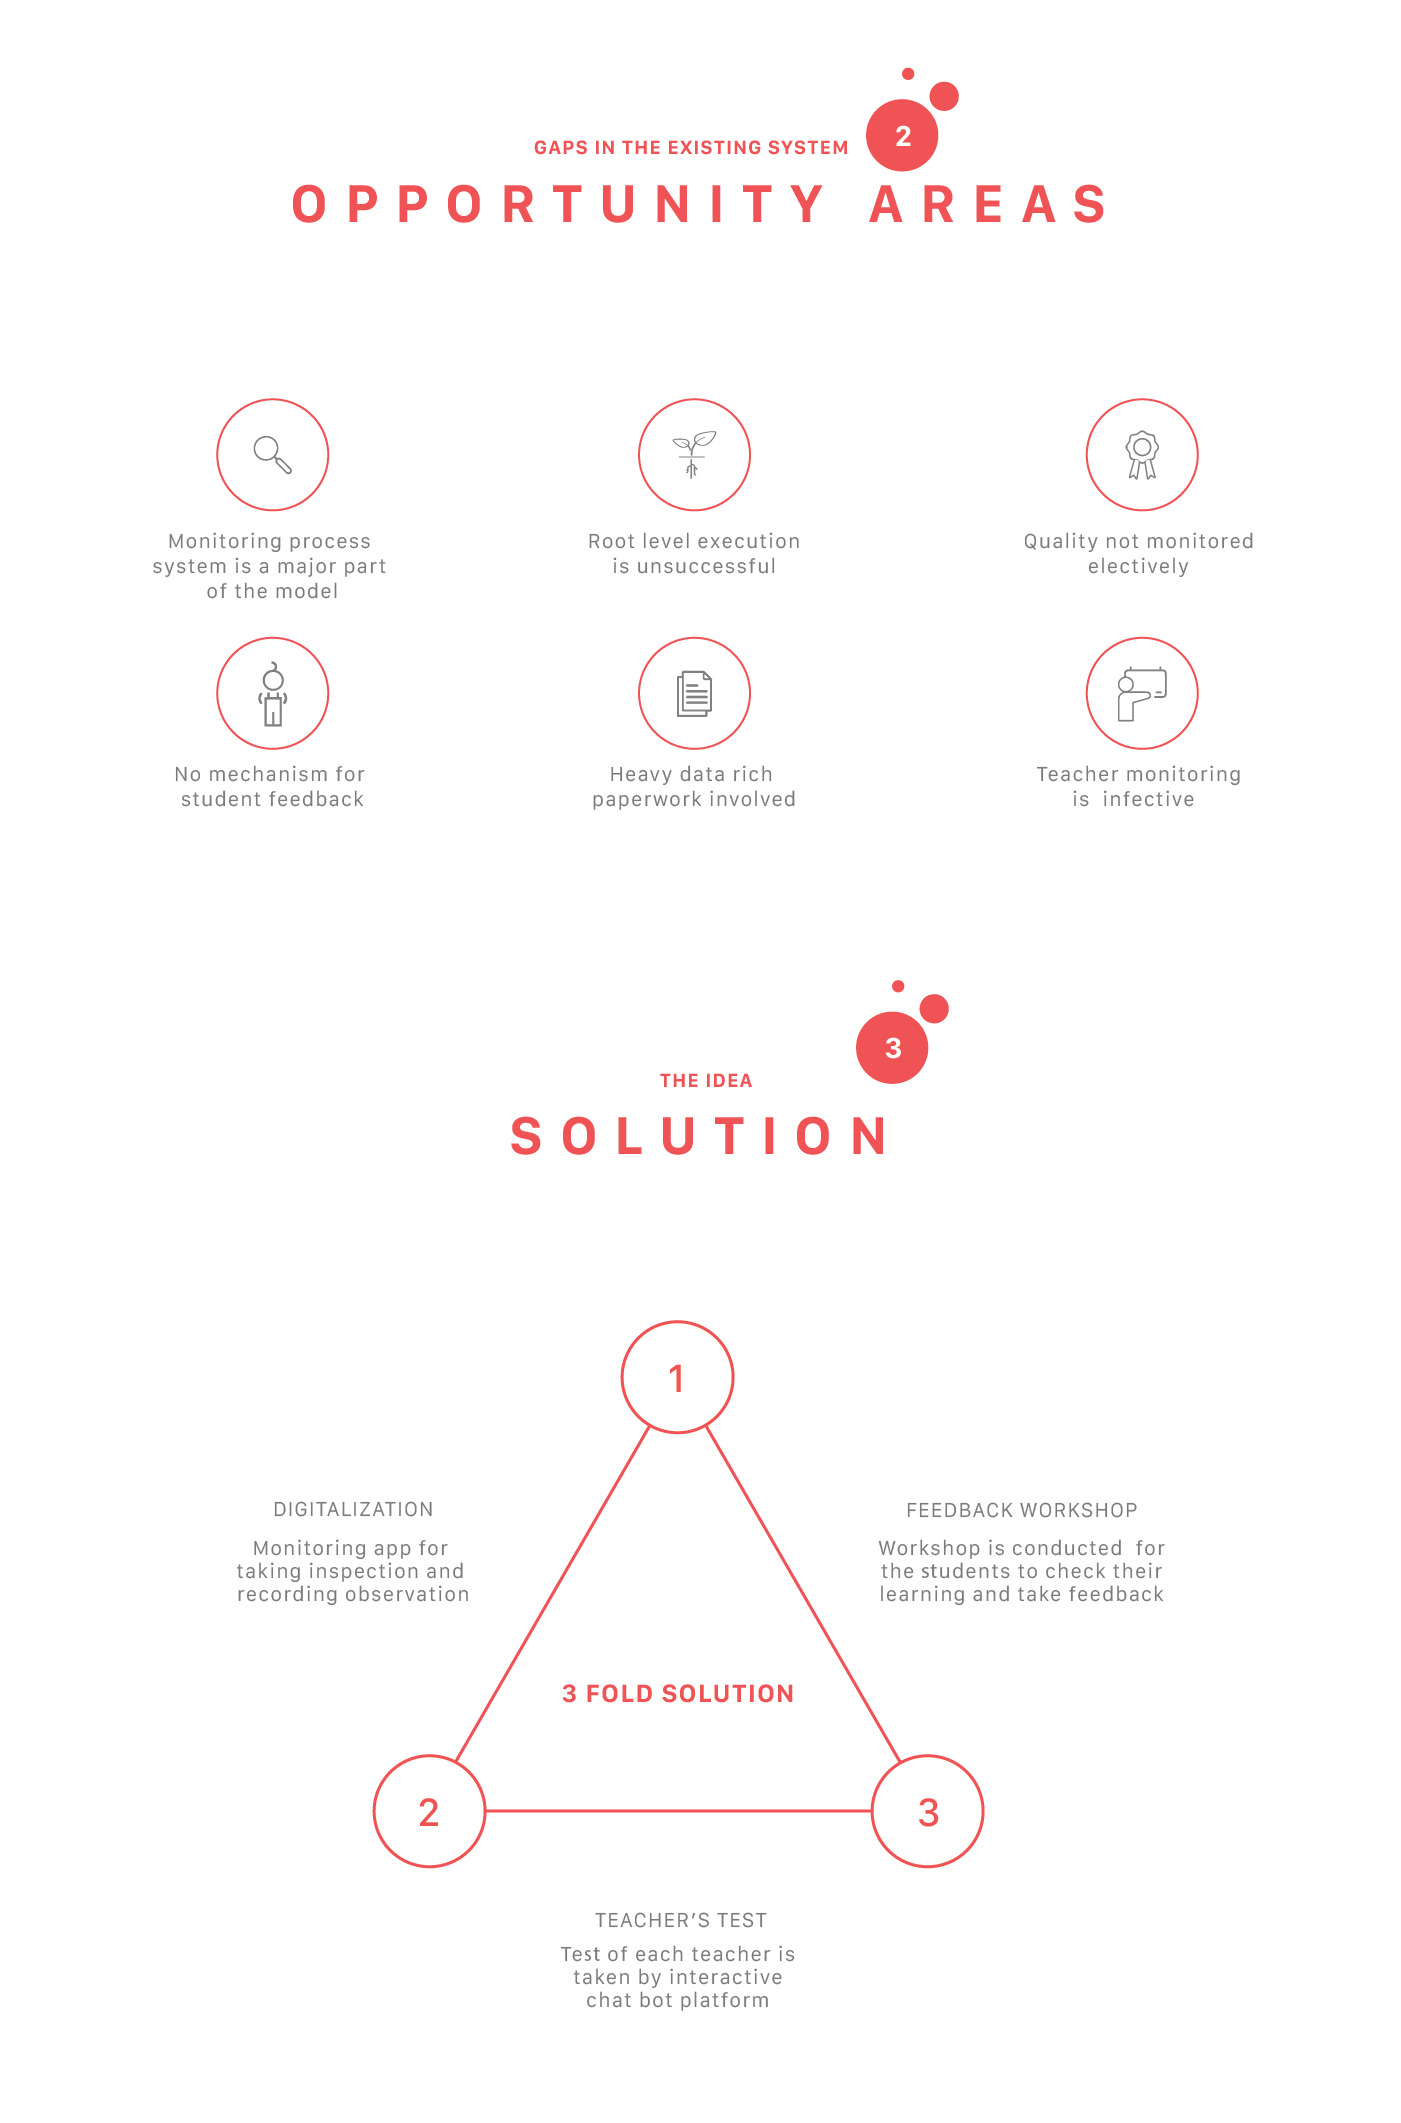 GAPS IN THE EXISTING SYSTEM
2
OPPORTUNITY AREAS
Monitoring process
system is a major part
of the model
Root level execution
is unsuccessful
Quality not monitored
electively
No mechanism for
student feedback
Heavy data rich
paperwork involved
Teacher monitoring
is infective
3
THE IDEA
SOLUTION
1
DIGITALIZATION
Monitoring app for
taking inspection and
recording observation
FEEDBACK WORKSHOP
Workshop is conducted for
the students to check their
learning and take feedback
3 FOLD SOLUTION
2
3
TEACHER'S TEST
Test of each teacher is
taken by interactive
chat bot platform